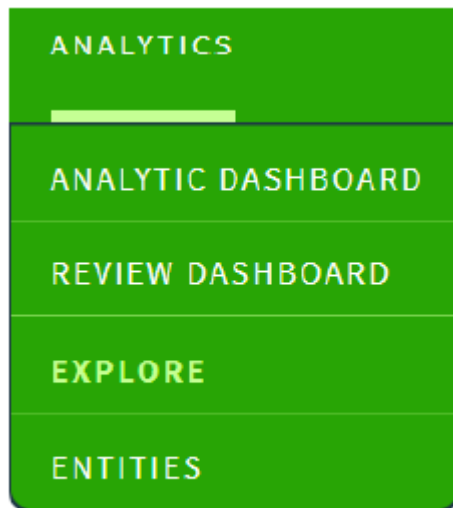 ANALYTICS
ANALYTIC DASHBOARD
REVIEW DASHBOARD
EXPLORE
ENTITIES